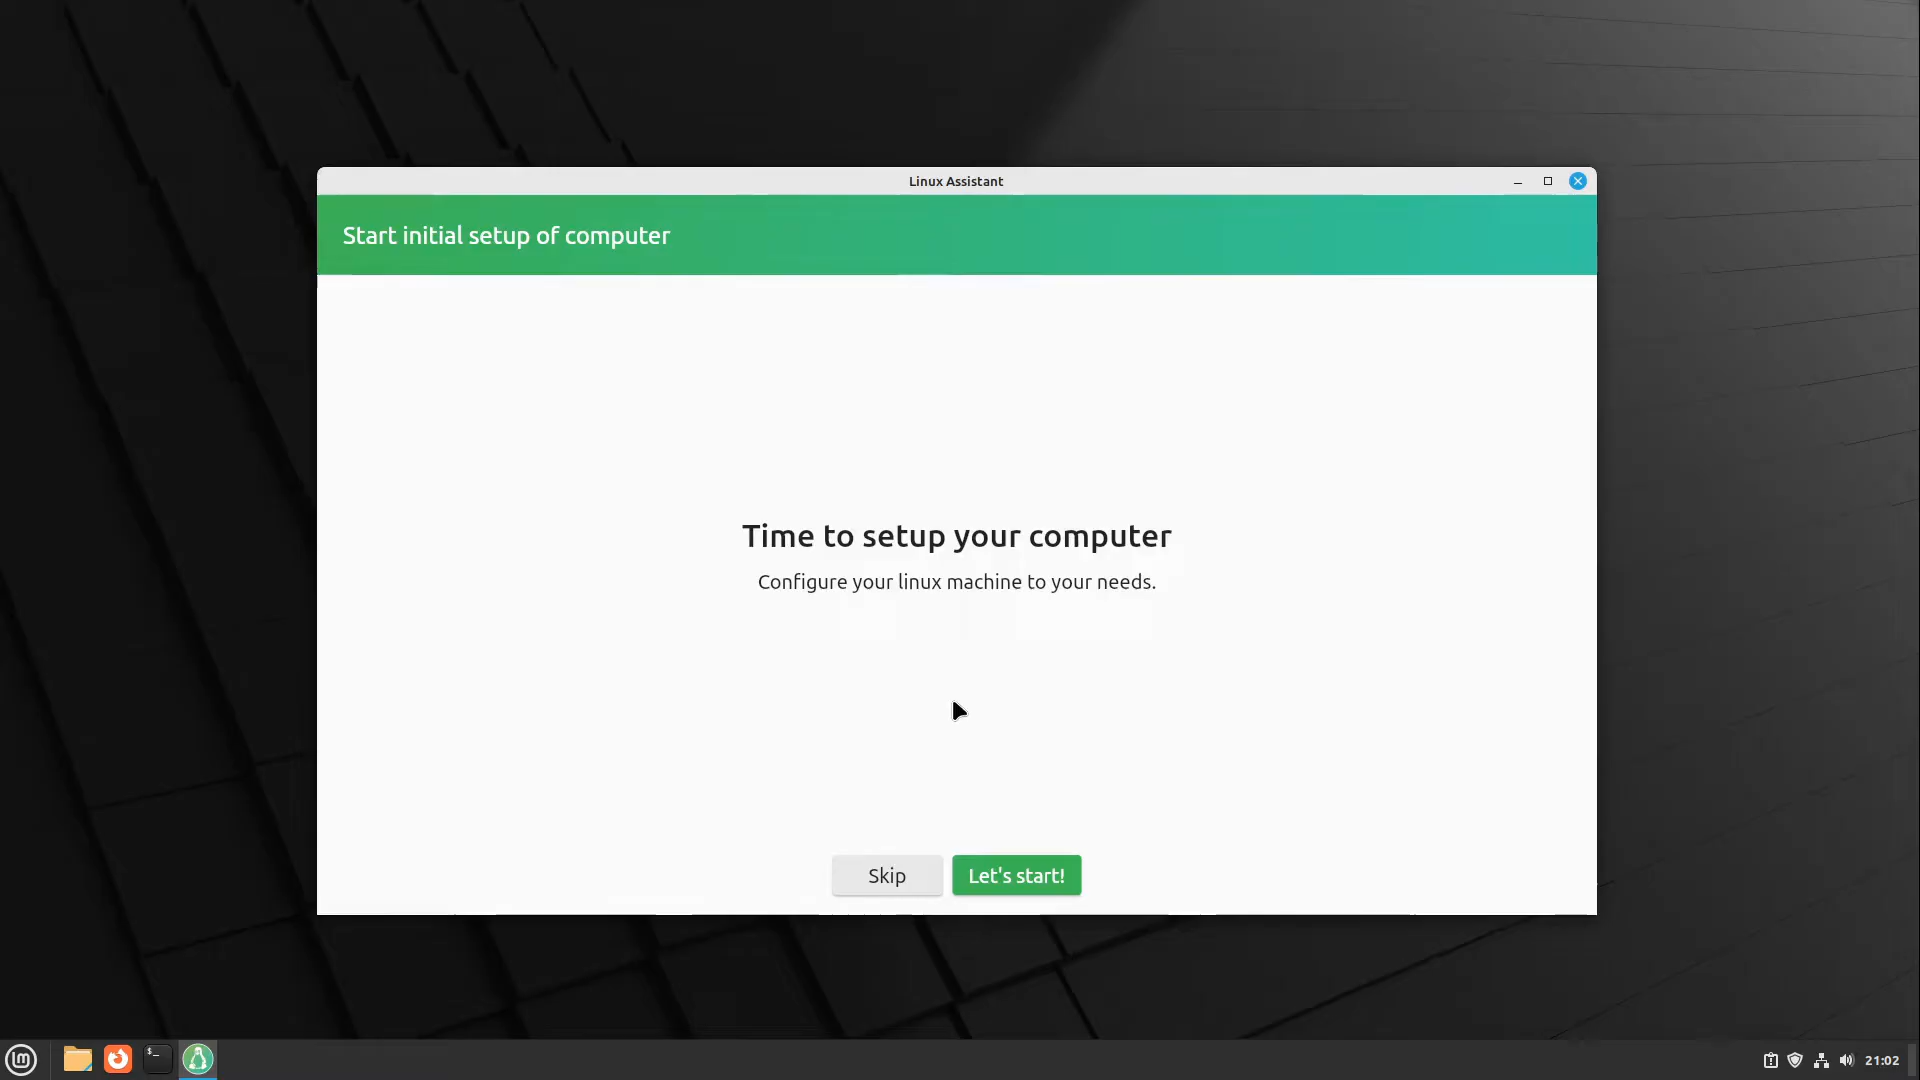 Linux Assistant
Start initial setup of computer
Time to setup your computer
Configure your linux machine to your needs.
Skip
Let's start!
$_
lm
21:02